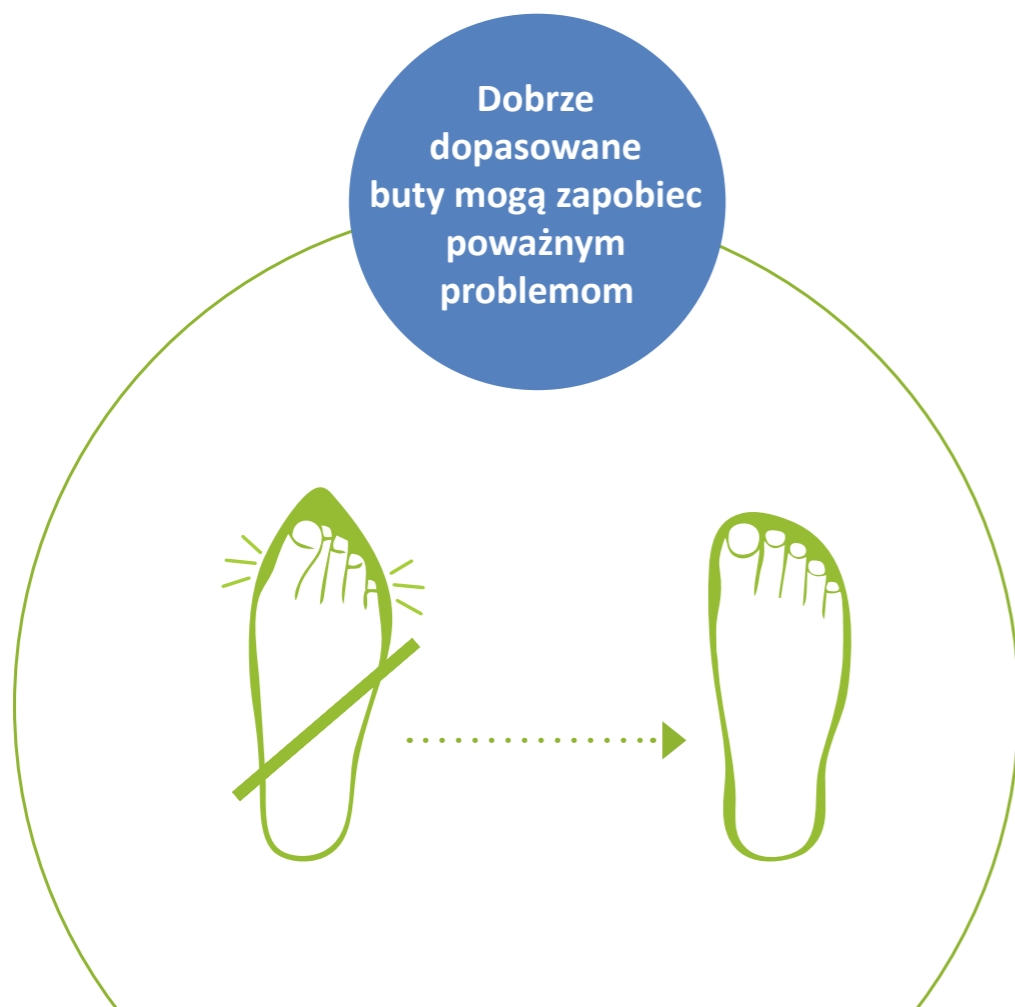 Dobrze
dopasowane
buty mogą zapobiec
poważnym
problemom